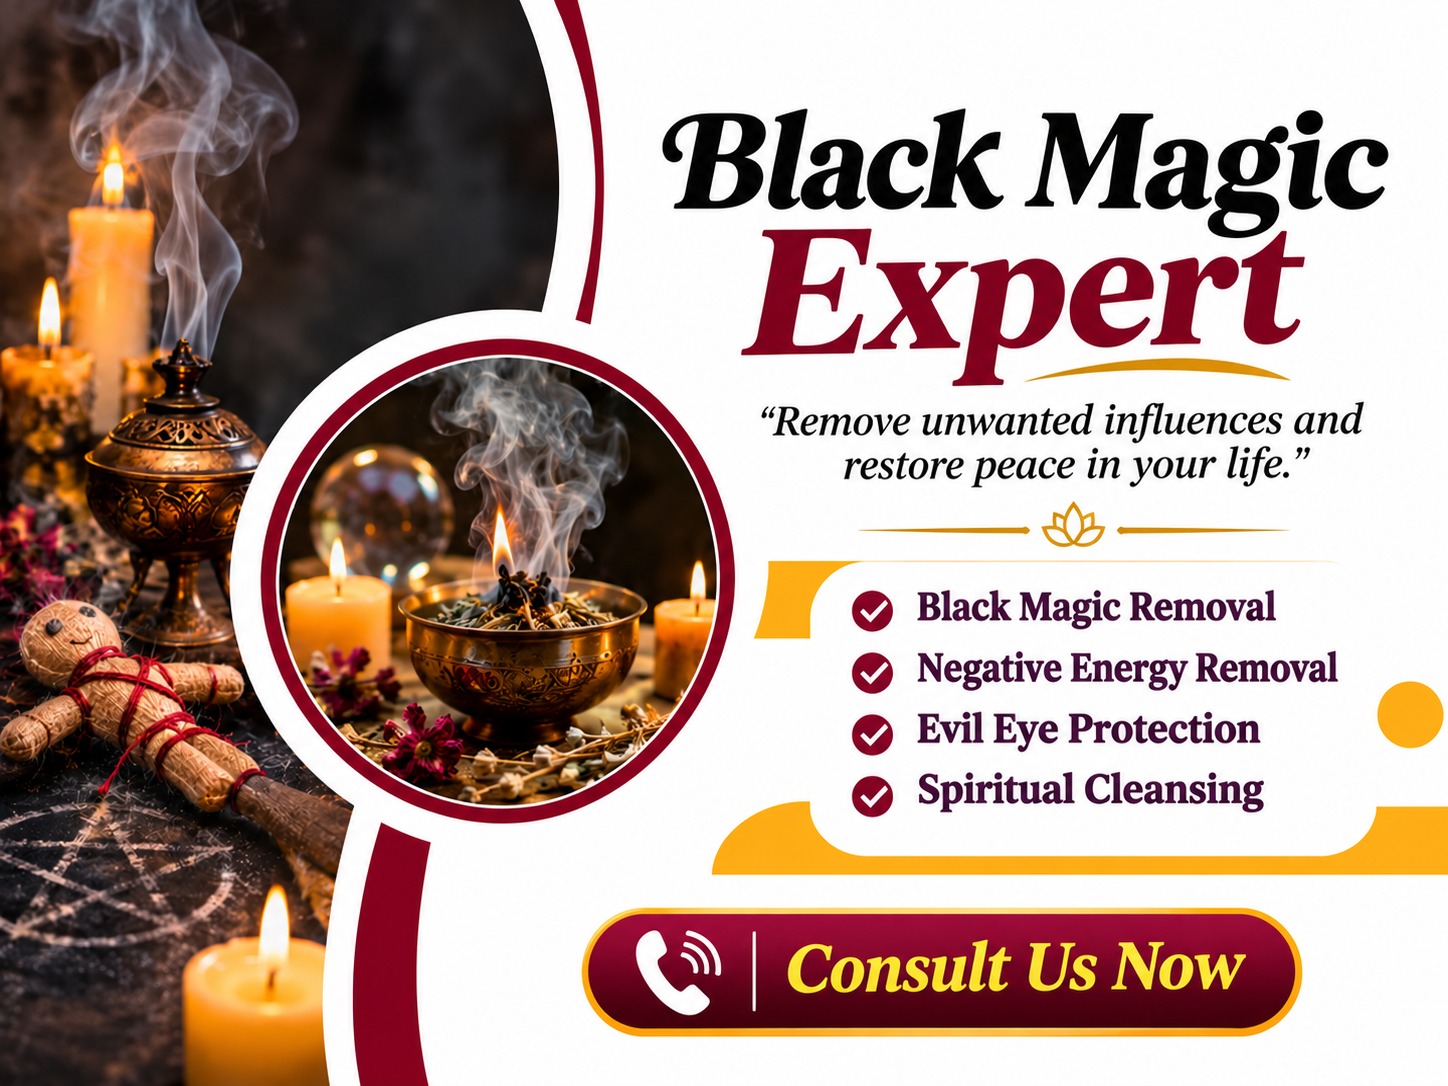 Black Magic
Expert
“Remove unwanted influences and
restore peace in your life.”
Black Magic Removal
Negative Energy Removal
Evil Eye Protection
Spiritual Cleansing
Consult Us Now